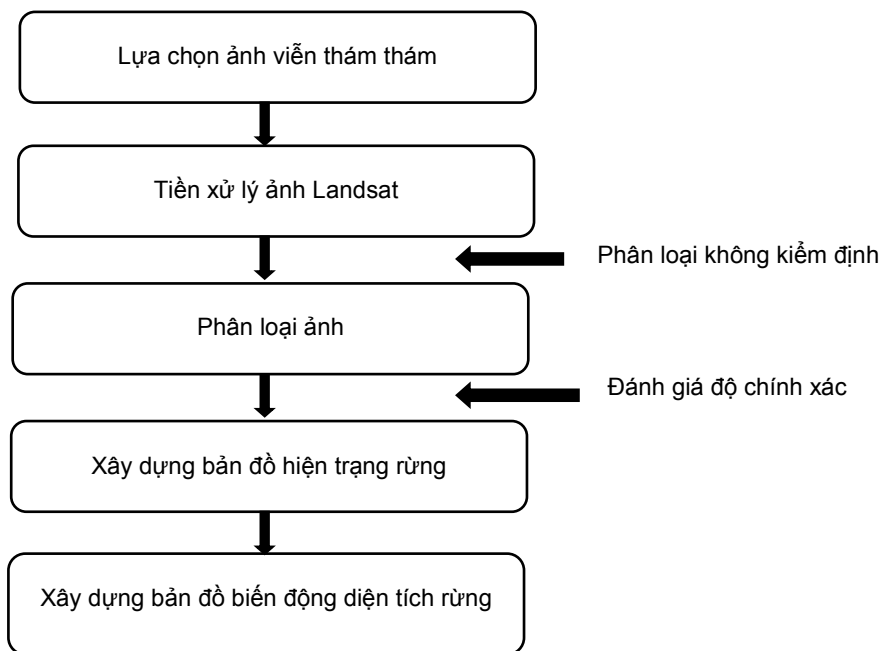 Lựa chọn ảnh viễn thám thám
Tiền xử lý ảnh Landsat
Phân loại không kiểm định
Phân loại ảnh
Đánh giá độ chính xác
Xây dựng bản đồ hiện trạng rừng
Xây dựng bản đồ biến động diện tích rừng